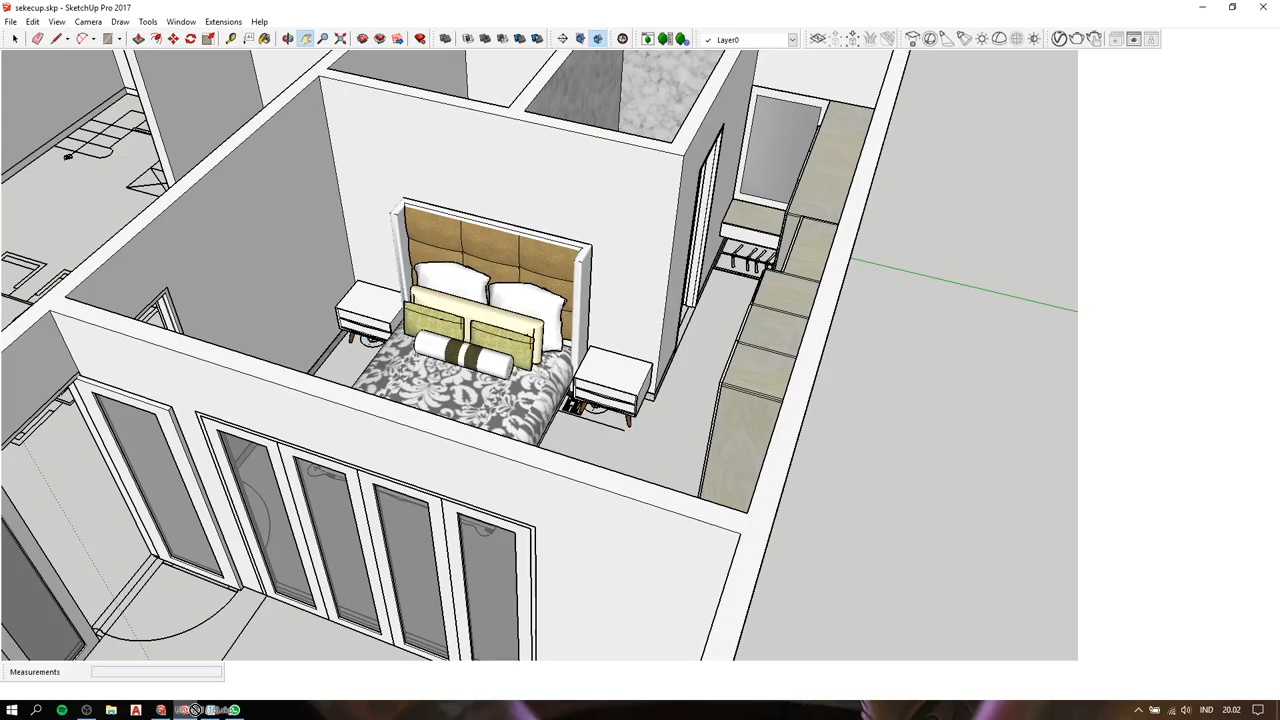 sekecup.skp - SketchUp Pro 2017
File Edit View Camera Draw Tools Window Extensions Help
Layer0
Measurements
IND 20.02